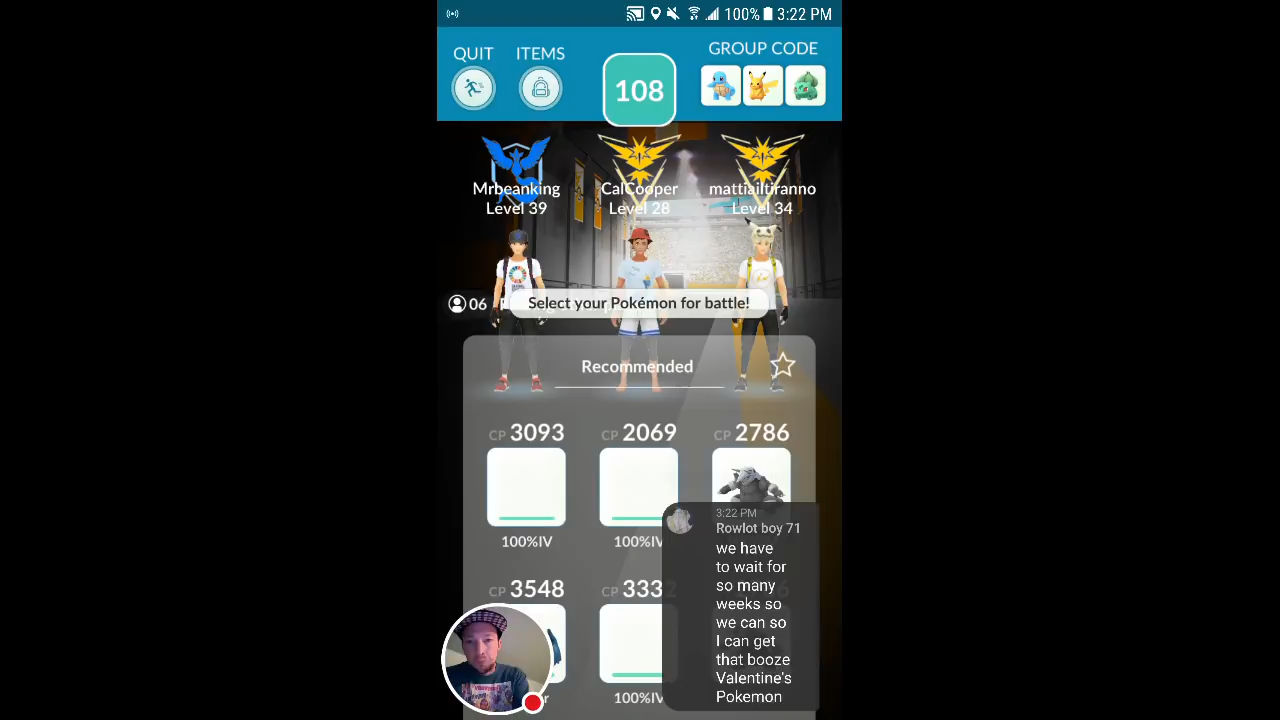 100% 3:22 PM
QUIT ITEMS GROUP CODE
108
Mrbeanking CalCooper mattiailtiranno
Level 39 Level 28 Level 34
06
Select your Pokémon for battle!
Recommended
CP 3093 CP 2069 CP 2786
100%IV 100%IV
CP 3548 CP 333
100%IV
3:22 PM
Rowlot boy 71
we have
to wait for
so many
weeks so
we can so
I can get
that booze
Valentine's
Pokemon